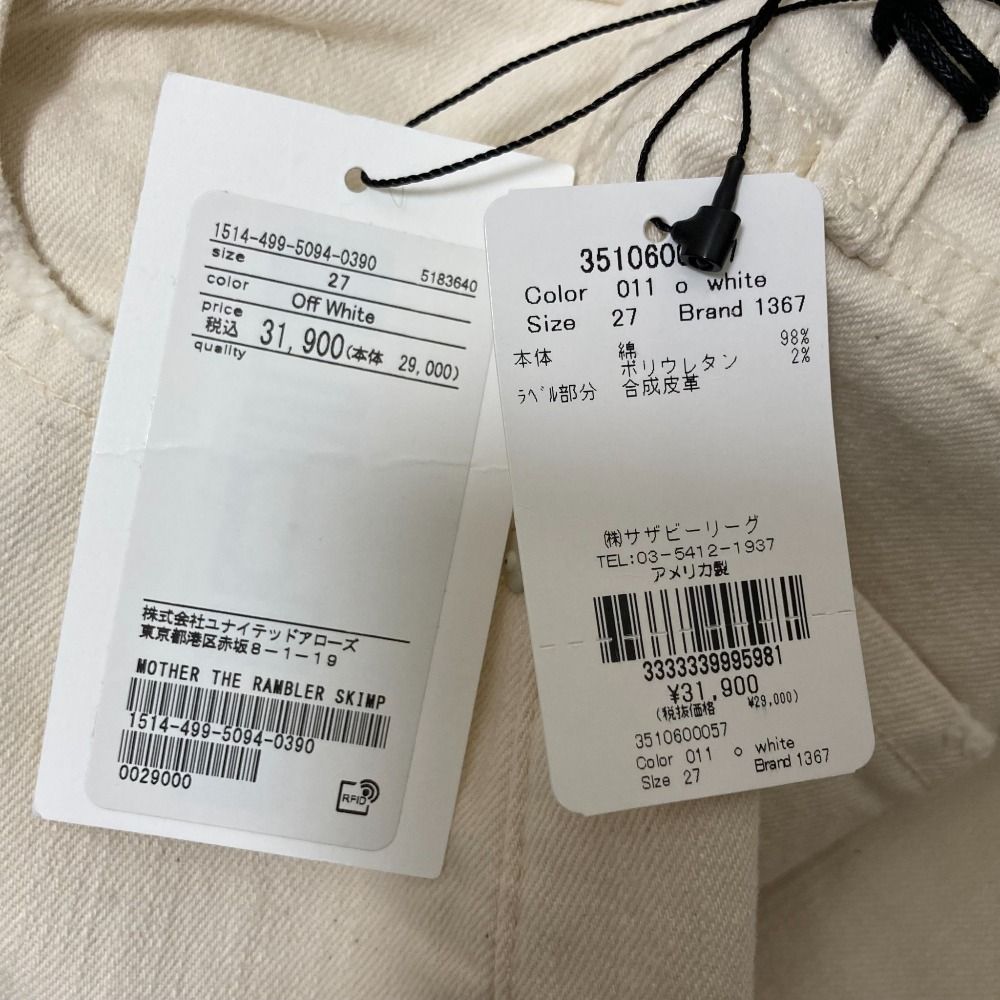 1514-499-5094-0390
size 27 5183640
color Off White
price
税込 31,900(本体 29,000)
quality
株式会社ユナイテッドアローズ
東京都港区赤坂8-1-19
MOTHER THE RAMBLER SKIMP
1514-499-5094-0390
0029000
RFID
Color 011 o white
Size 27 Brand 1367
本体 綿 98%
ポリウレタン 2%
ラベル部分 合成皮革
㈱サザビーリーグ
TEL:03-5412-1937
アメリカ製
3333339995981
¥31,900
(税抜価格 ¥29,000)
3510600057
Color 011 o white
Size 27 Brand 1367